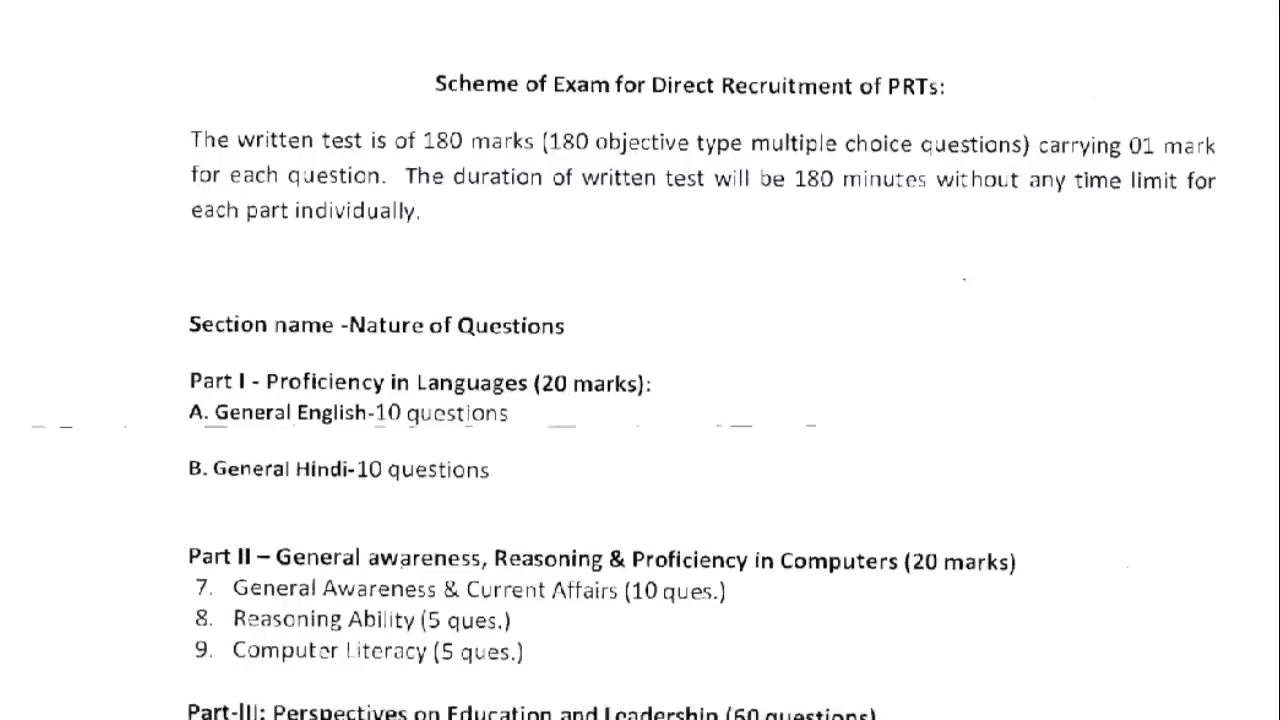 Scheme of Exam for Direct Recruitment of PRTs:
The written test is of 180 marks (180 objective type multiple choice questions) carrying 01 mark
for each question. The duration of written test will be 180 minutes without any time limit for
each part individually.
Section name -Nature of Questions
Part I - Proficiency in Languages (20 marks):
A. General English-10 questions
B. General Hindi-10 questions
Part II – General awareness, Reasoning & Proficiency in Computers (20 marks)
7. General Awareness & Current Affairs (10 ques.)
8. Reasoning Ability (5 ques.)
9. Computer Literacy (5 ques.)
Part-III: Perspectives on Education and Leadership (60 questions)